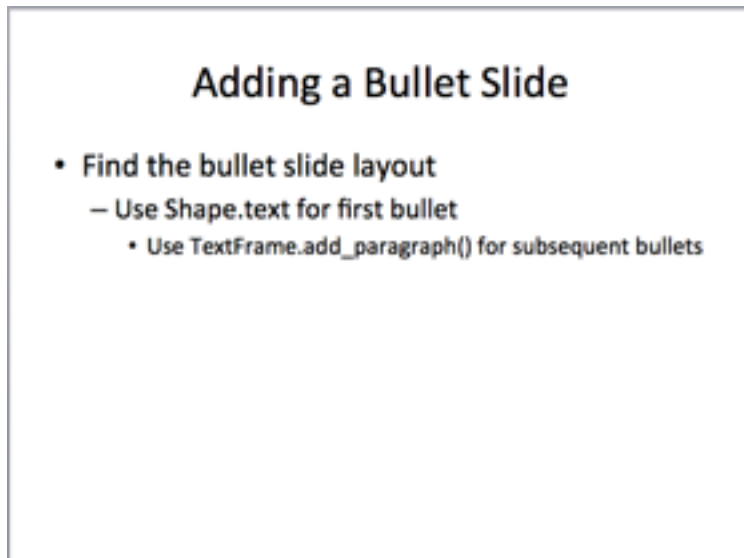 Adding a Bullet Slide
• Find the bullet slide layout
– Use Shape.text for first bullet
• Use TextFrame.add_paragraph() for subsequent bullets